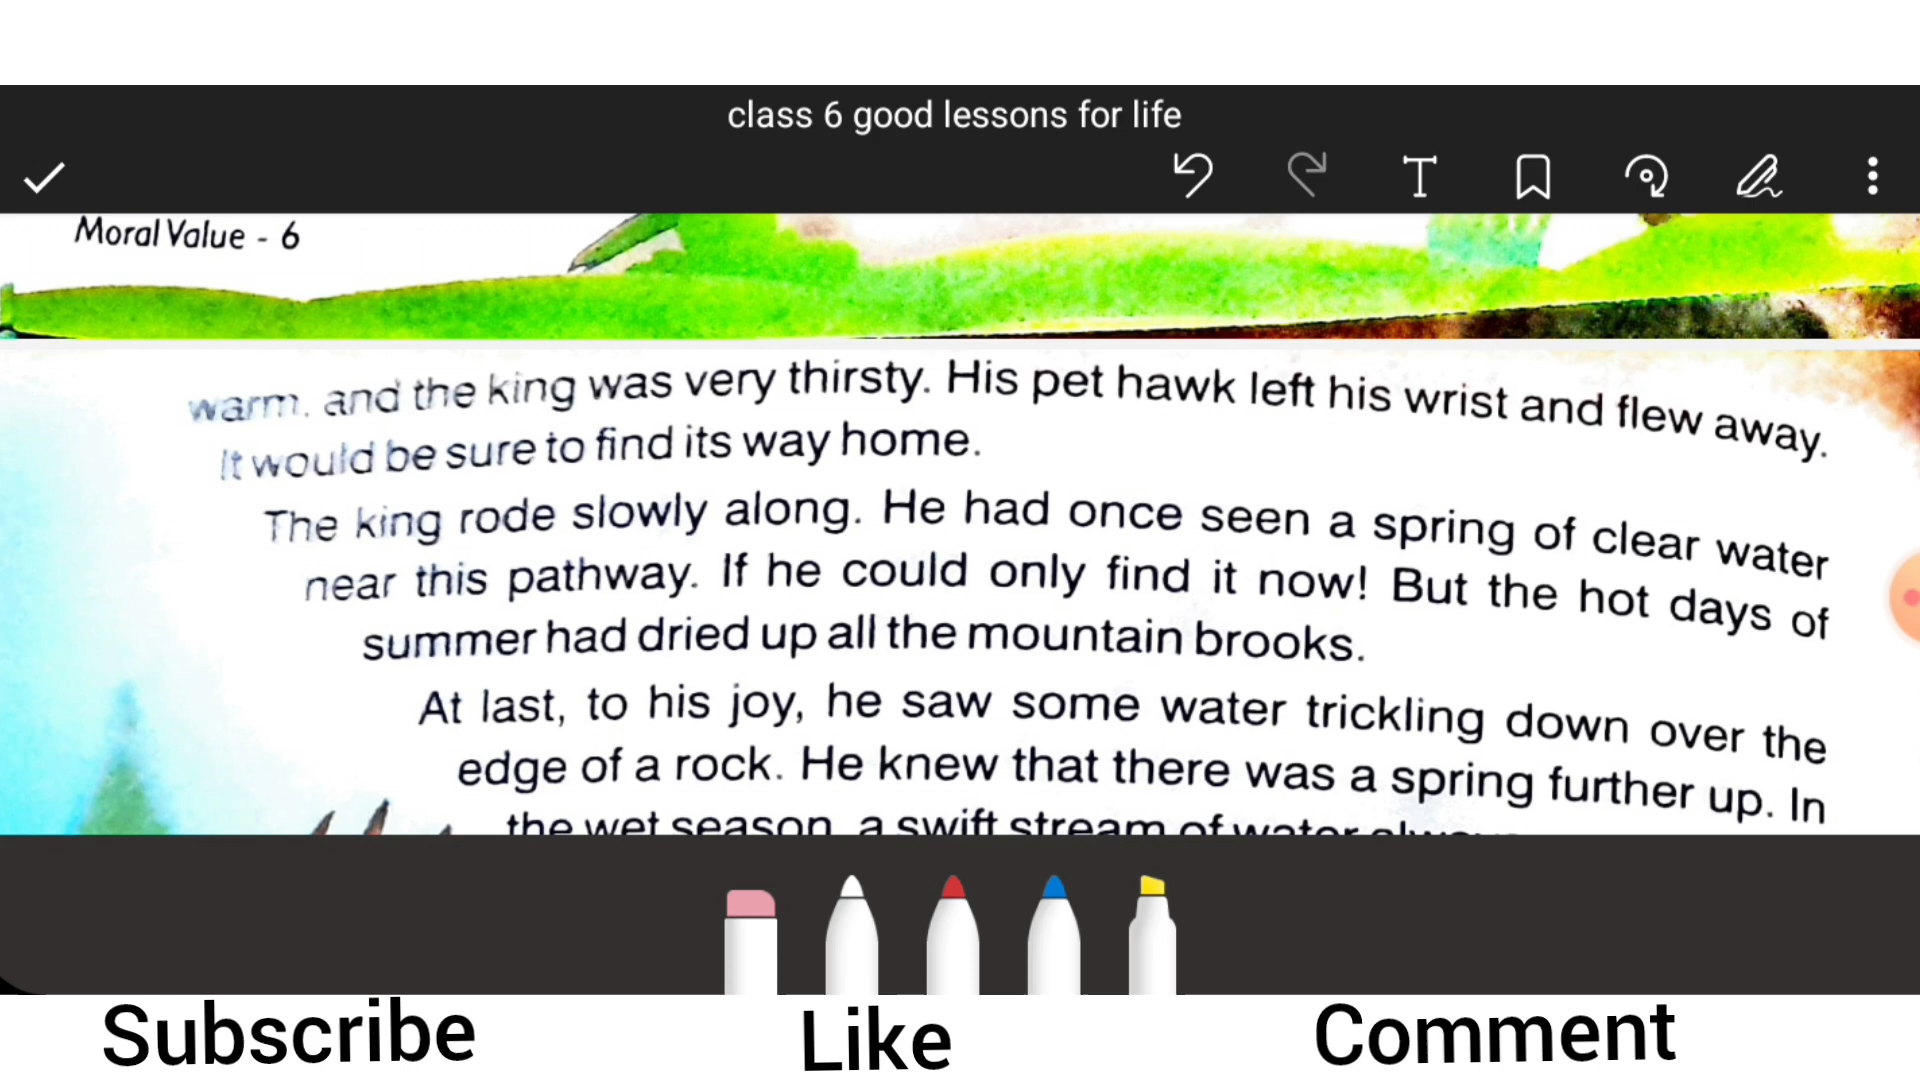 class 6 good lessons for life
Moral Value - 6
warm. and the king was very thirsty. His pet hawk left his wrist and flew away.
It would be sure to find its way home.
The king rode slowly along. He had once seen a spring of clear water
near this pathway. If he could only find it now! But the hot days of
summer had dried up all the mountain brooks.
At last, to his joy, he saw some water trickling down over the
edge of a rock. He knew that there was a spring further up. In
the wet season, a swift stream of water
Subscribe
Like
Comment